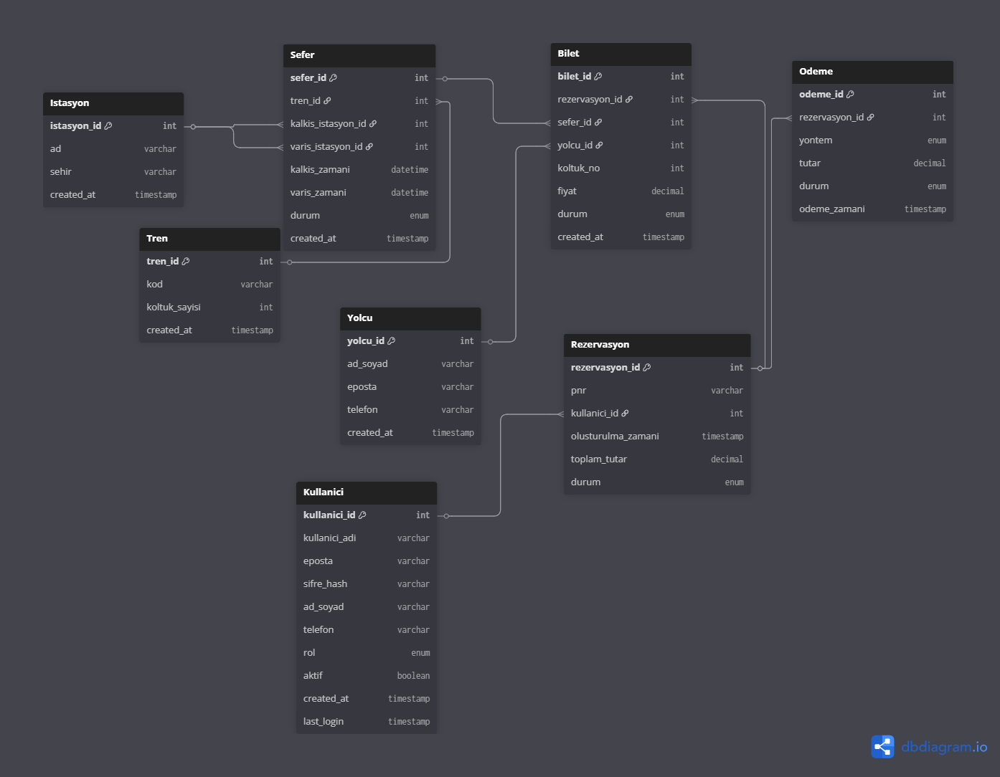 Istasyon
istasyon_id int
ad varchar
sehir varchar
created_at timestamp
Sefer
sefer_id int
tren_id int
kalkis_istasyon_id int
varis_istasyon_id int
kalkis_zamani datetime
varis_zamani datetime
durum enum
created_at timestamp
Bilet
bilet_id int
rezervasyon_id int
sefer_id int
yolcu_id int
koltuk_no int
fiyat decimal
durum enum
created_at timestamp
Odeme
odeme_id int
rezervasyon_id int
yontem enum
tutar decimal
durum enum
odeme_zamani timestamp
Tren
tren_id int
kod varchar
koltuk_sayisi int
created_at timestamp
Yolcu
yolcu_id int
ad_soyad varchar
eposta varchar
telefon varchar
created_at timestamp
Rezervasyon
rezervasyon_id int
pnr varchar
kullanici_id int
olusturulma_zamani timestamp
toplam_tutar decimal
durum enum
Kullanici
kullanici_id int
kullanici_adi varchar
eposta varchar
sifre_hash varchar
ad_soyad varchar
telefon varchar
rol enum
aktif boolean
created_at timestamp
last_login timestamp
dbdiagram.io